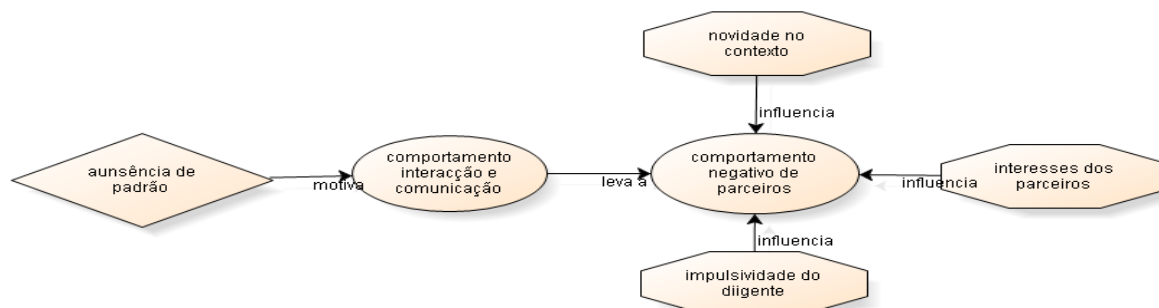 novidade no
contexto
influencia
aunsência de
padrão
motiva
comportamento
interacção e
comunicação
leva a
comportamento
negativo de
parceiros
influencia
interesses dos
parceiros
influencia
impulsividade do
diigente